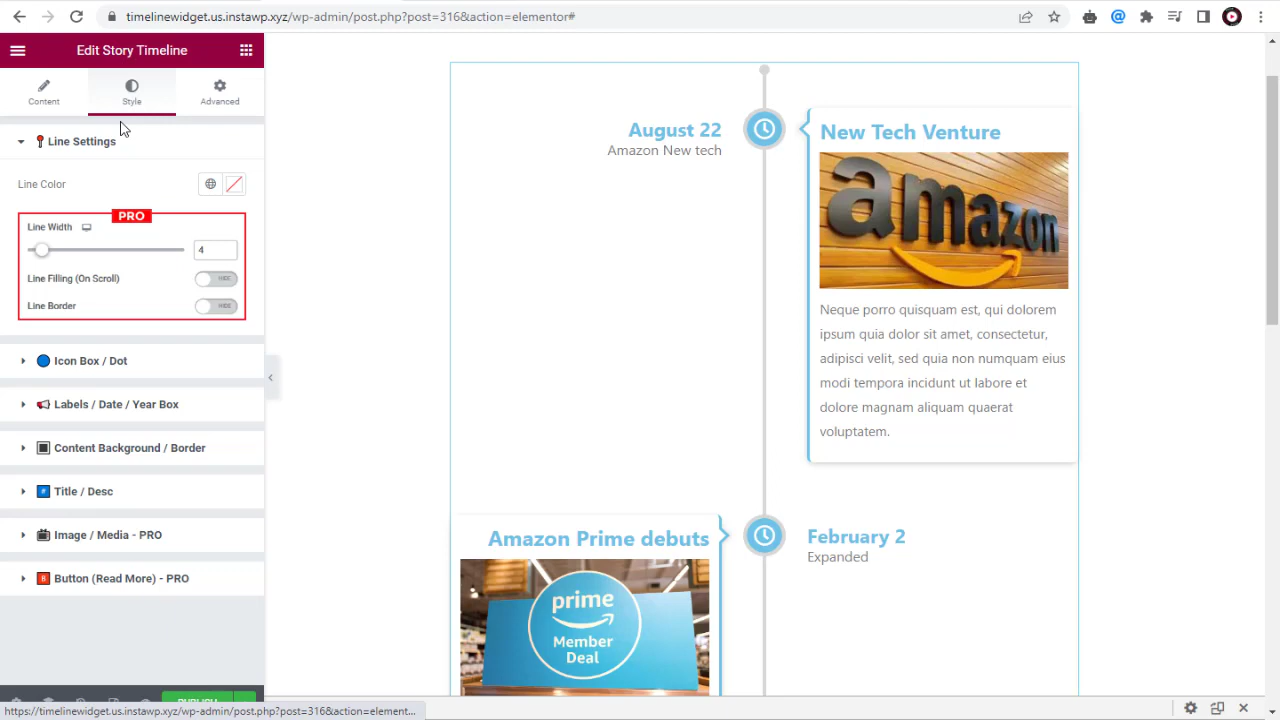 timelinewidget.us.instawp.xyz/wp-admin/post.php?post=316&action=elementor#
Edit Story Timeline
Content
Style
Advanced
Line Settings
Line Color
PRO
Line Width
4
Line Filling (On Scroll)
HIDE
Line Border
HIDE
Icon Box / Dot
Labels / Date / Year Box
Content Background / Border
Title / Desc
Image / Media - PRO
Button (Read More) - PRO
PUBLISH
https://timelinewidget.us.instawp.xyz/wp-admin/post.php?post=316&action=element...
August 22
Amazon New tech
New Tech Venture
amazon
Neque porro quisquam est, qui dolorem
ipsum quia dolor sit amet, consectetur,
adipisci velit, sed quia non numquam eius
modi tempora incidunt ut labore et
dolore magnam aliquam quaerat
voluptatem.
Amazon Prime debuts
prime
Member
Deal
February 2
Expanded